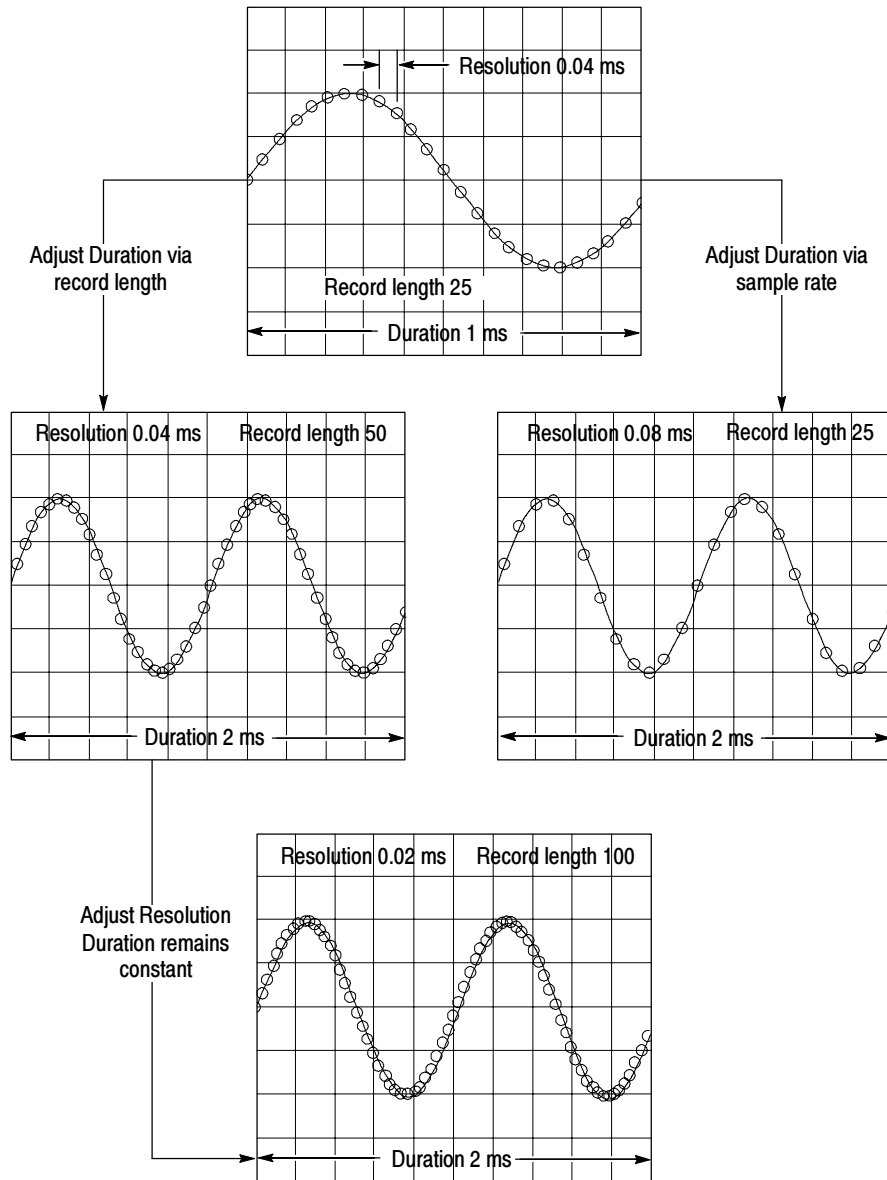 Resolution 0.04 ms
Adjust Duration via
record length
Adjust Duration via
sample rate
Record length 25
Duration 1 ms
Resolution 0.04 ms
Record length 50
Duration 2 ms
Resolution 0.08 ms
Record length 25
Duration 2 ms
Adjust Resolution
Duration remains
constant
Resolution 0.02 ms
Record length 100
Duration 2 ms